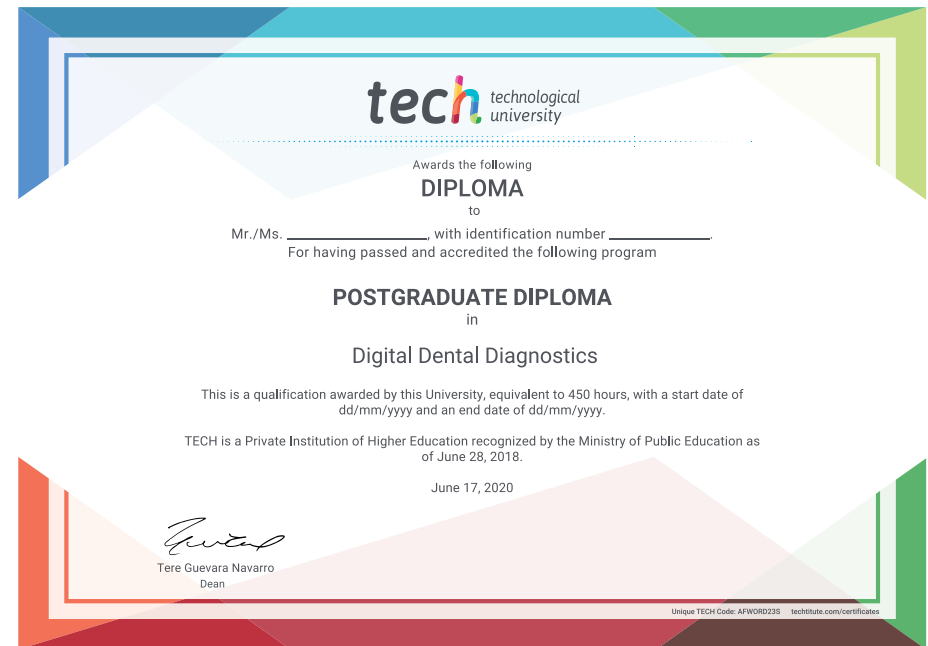 tech technological
university
Awards the following
DIPLOMA
to
Mr./Ms. ____________________, with identification number ______________.
For having passed and accredited the following program
POSTGRADUATE DIPLOMA
in
Digital Dental Diagnostics
This is a qualification awarded by this University, equivalent to 450 hours, with a start date of
dd/mm/yyyy and an end date of dd/mm/yyyy.
TECH is a Private Institution of Higher Education recognized by the Ministry of Public Education as
of June 28, 2018.
June 17, 2020
Tere Guevara Navarro
Dean
Unique TECH Code: AFWORD23S techtitute.com/certificates